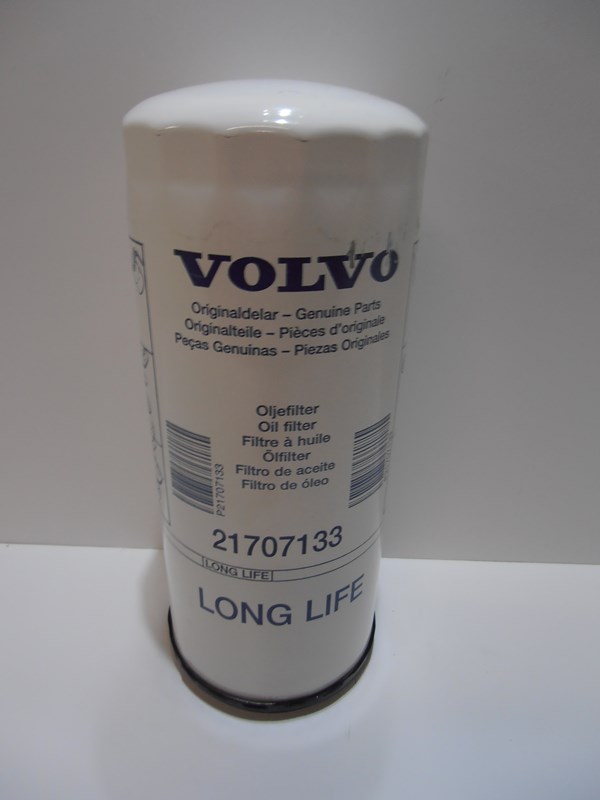 VOLVO
Originaldelar – Genuine Parts
Originalteile – Pièces d'originale
Peças Genuinas – Piezas Originales
Oljefilter
Oil filter
Filtre à huile
Ölfilter
Filtro de aceite
Filtro de óleo
P21707133
21707133
LONG LIFE
LONG LIFE